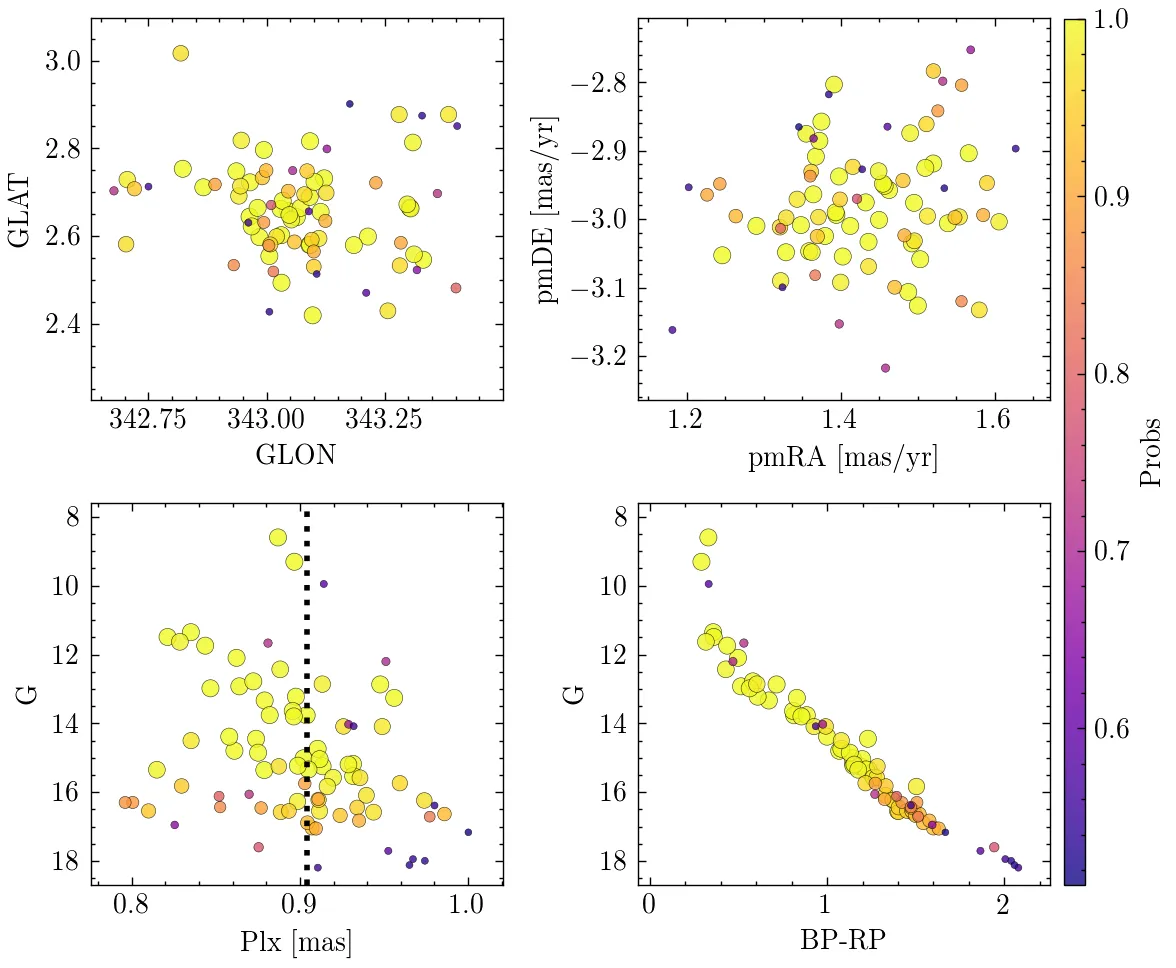 3.0
2.8
2.6
2.4
GLAT
342.75 343.00 343.25
GLON
−2.8
−2.9
−3.0
−3.1
−3.2
pmDE [mas/yr]
1.2 1.4 1.6
pmRA [mas/yr]
8
10
12
14
16
18
G
0.8 0.9 1.0
Plx [mas]
8
10
12
14
16
18
G
0 1 2
BP-RP
1.0
0.9
0.8
0.7
0.6
Probs